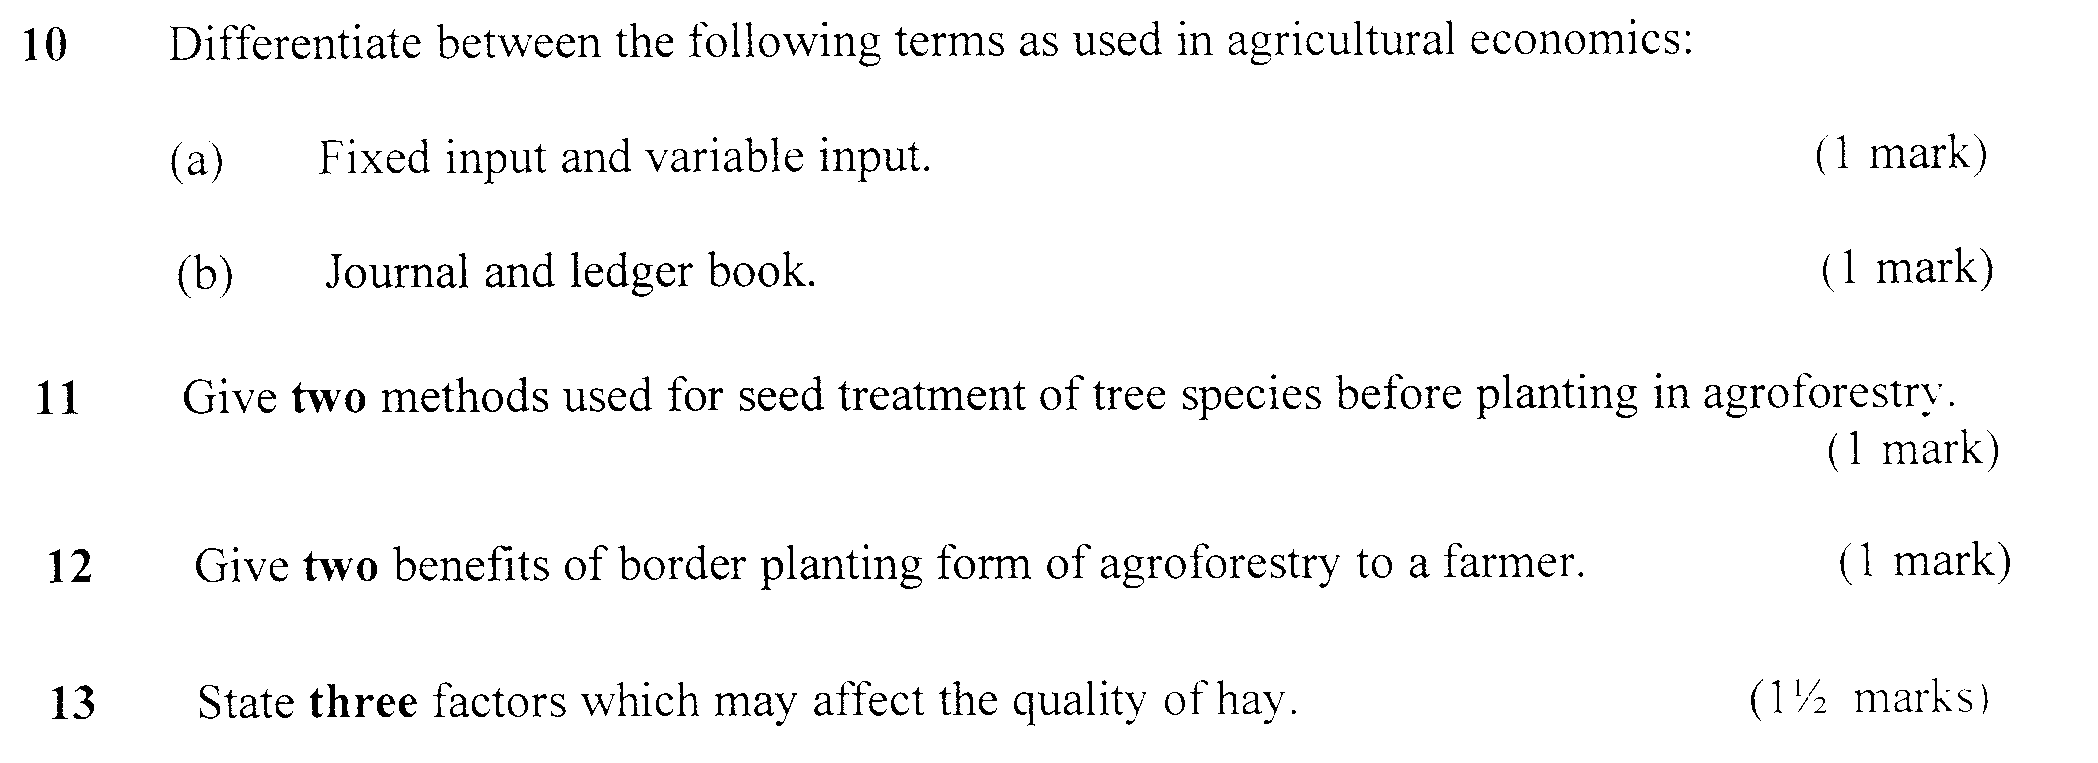 10 Differentiate between the following terms as used in agricultural economics:
(a) Fixed input and variable input. (1 mark)
(b) Journal and ledger book. (1 mark)
11 Give two methods used for seed treatment of tree species before planting in agroforestry.
(1 mark)
12 Give two benefits of border planting form of agroforestry to a farmer. (1 mark)
13 State three factors which may affect the quality of hay. (1½ marks)